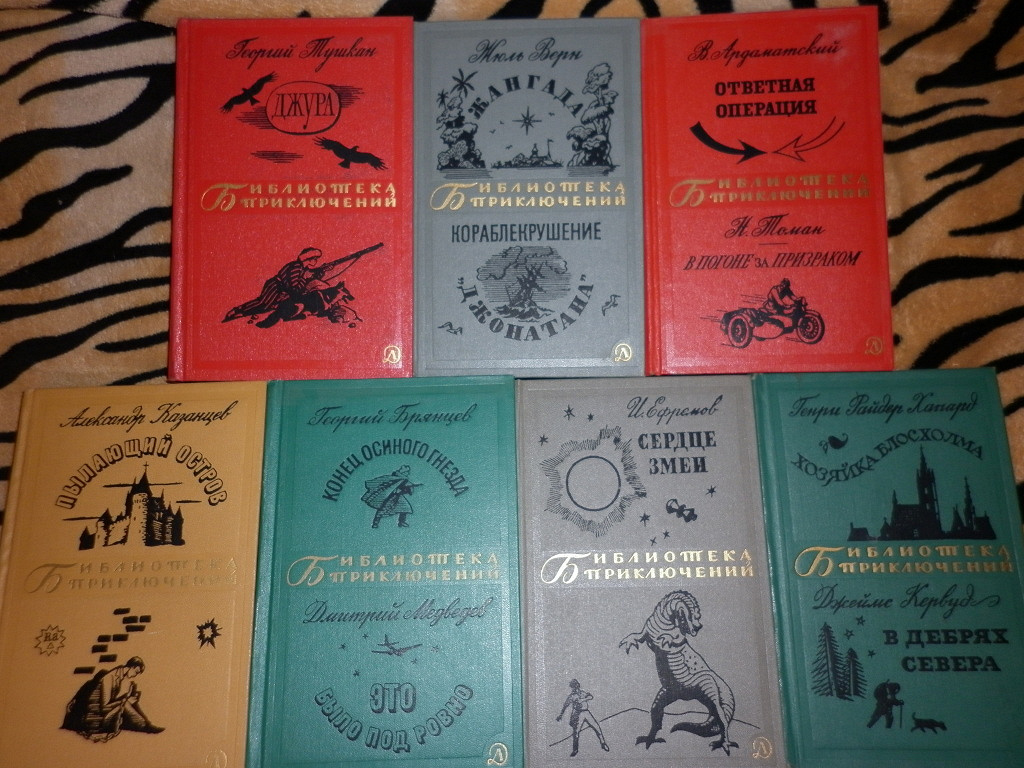 Георгий Тушкан
ДЖУРА
БИБЛИОТЕКА
ПРИКЛЮЧЕНИЙ
Жюль Верн
ЖАНГАДА
БИБЛИОТЕКА
ПРИКЛЮЧЕНИЙ
КОРАБЛЕКРУШЕНИЕ
„ДЖОНАТАНА"
В. Ардаматский
ОТВЕТНАЯ
ОПЕРАЦИЯ
БИБЛИОТЕКА
ПРИКЛЮЧЕНИЙ
Н. Томан
В ПОГОНЕ ЗА ПРИЗРАКОМ
Александр Казанцев
ПЫЛАЮЩИЙ ОСТРОВ
БИБЛИОТЕКА
ПРИКЛЮЧЕНИЙ
Георгий Брянцев
КОНЕЦ ОСИНОГО ГНЕЗДА
БИБЛИОТЕКА
ПРИКЛЮЧЕНИЙ
Дмитрий Медведев
ЭТО
БЫЛО ПОД РОВНО
И. Ефремов
СЕРДЦЕ
ЗМЕИ
БИБЛИОТЕКА
ПРИКЛЮЧЕНИЙ
Генри Райдер Хаггард
ХОЗЯЙКА БЛОСХОЛМА
БИБЛИОТЕКА
ПРИКЛЮЧЕНИЙ
Джеймс Кервуд
В ДЕБРЯХ
СЕВЕРА